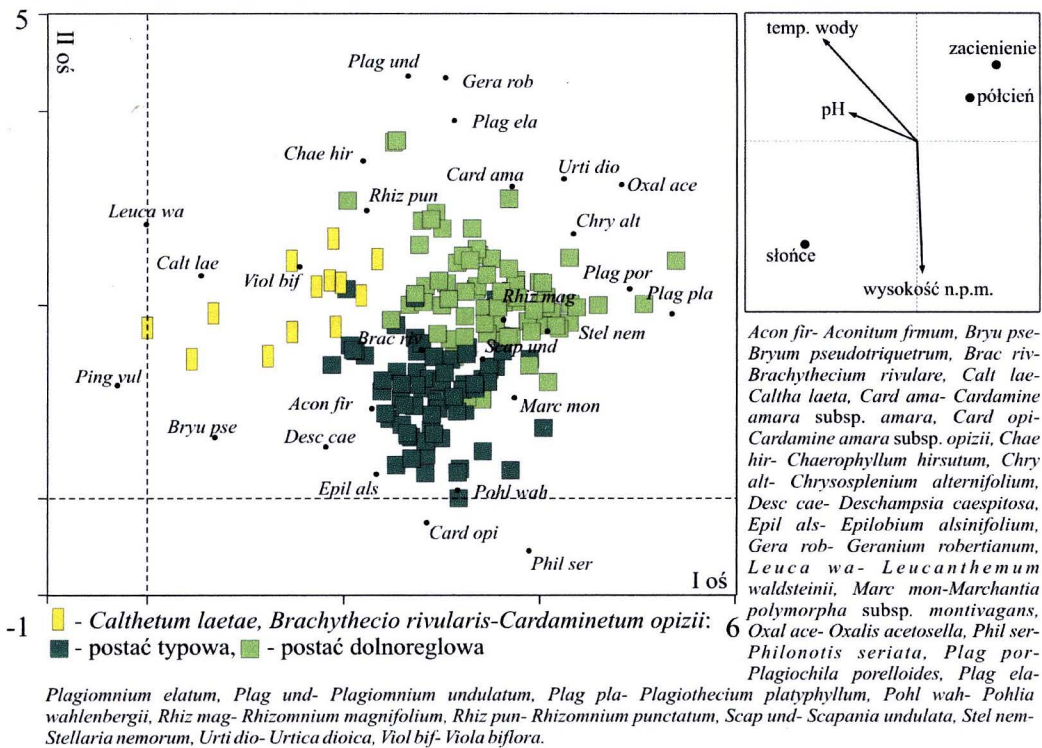 5
II oś
Plag und
Gera rob
Plag ela
Chae hir
Card ama
Urti dio
Oxal ace
Rhiz pun
Leuca wa
Chry alt
Calt lae
Viol bif
Plag por
Plag pla
Rhiz mag
Stel nem
Brac riv
Scap und
Ping vul
Acon fir
Marc mon
Bryu pse
Desc cae
Epil als
Pohl wah
Card opi
Phil ser
I oś
-1
6
temp. wody
zacienienie
półcień
pH
słońce
wysokość n.p.m.
- Calthetum laetae, Brachythecio rivularis-Cardaminetum opizii:
- postać typowa, - postać dolnoreglowa
Acon fir- Aconitum frmum, Bryu pse-
Bryum pseudotriquetrum, Brac riv-
Brachythecium rivulare, Calt lae-
Caltha laeta, Card ama- Cardamine
amara subsp. amara, Card opi-
Cardamine amara subsp. opizii, Chae
hir- Chaerophyllum hirsutum, Chry
alt- Chrysosplenium alternifolium,
Desc cae- Deschampsia caespitosa,
Epil als- Epilobium alsinifolium,
Gera rob- Geranium robertianum,
Leuca wa- Leucanthemum
waldsteinii, Marc mon-Marchantia
polymorpha subsp. montivagans,
Oxal ace- Oxalis acetosella, Phil ser-
Philonotis seriata, Plag por-
Plagiochila porelloides, Plag ela-
Plagiomnium elatum, Plag und- Plagiomnium undulatum, Plag pla- Plagiothecium platyphyllum, Pohl wah- Pohlia
wahlenbergii, Rhiz mag- Rhizomnium magnifolium, Rhiz pun- Rhizomnium punctatum, Scap und- Scapania undulata, Stel nem-
Stellaria nemorum, Urti dio- Urtica dioica, Viol bif- Viola biflora.